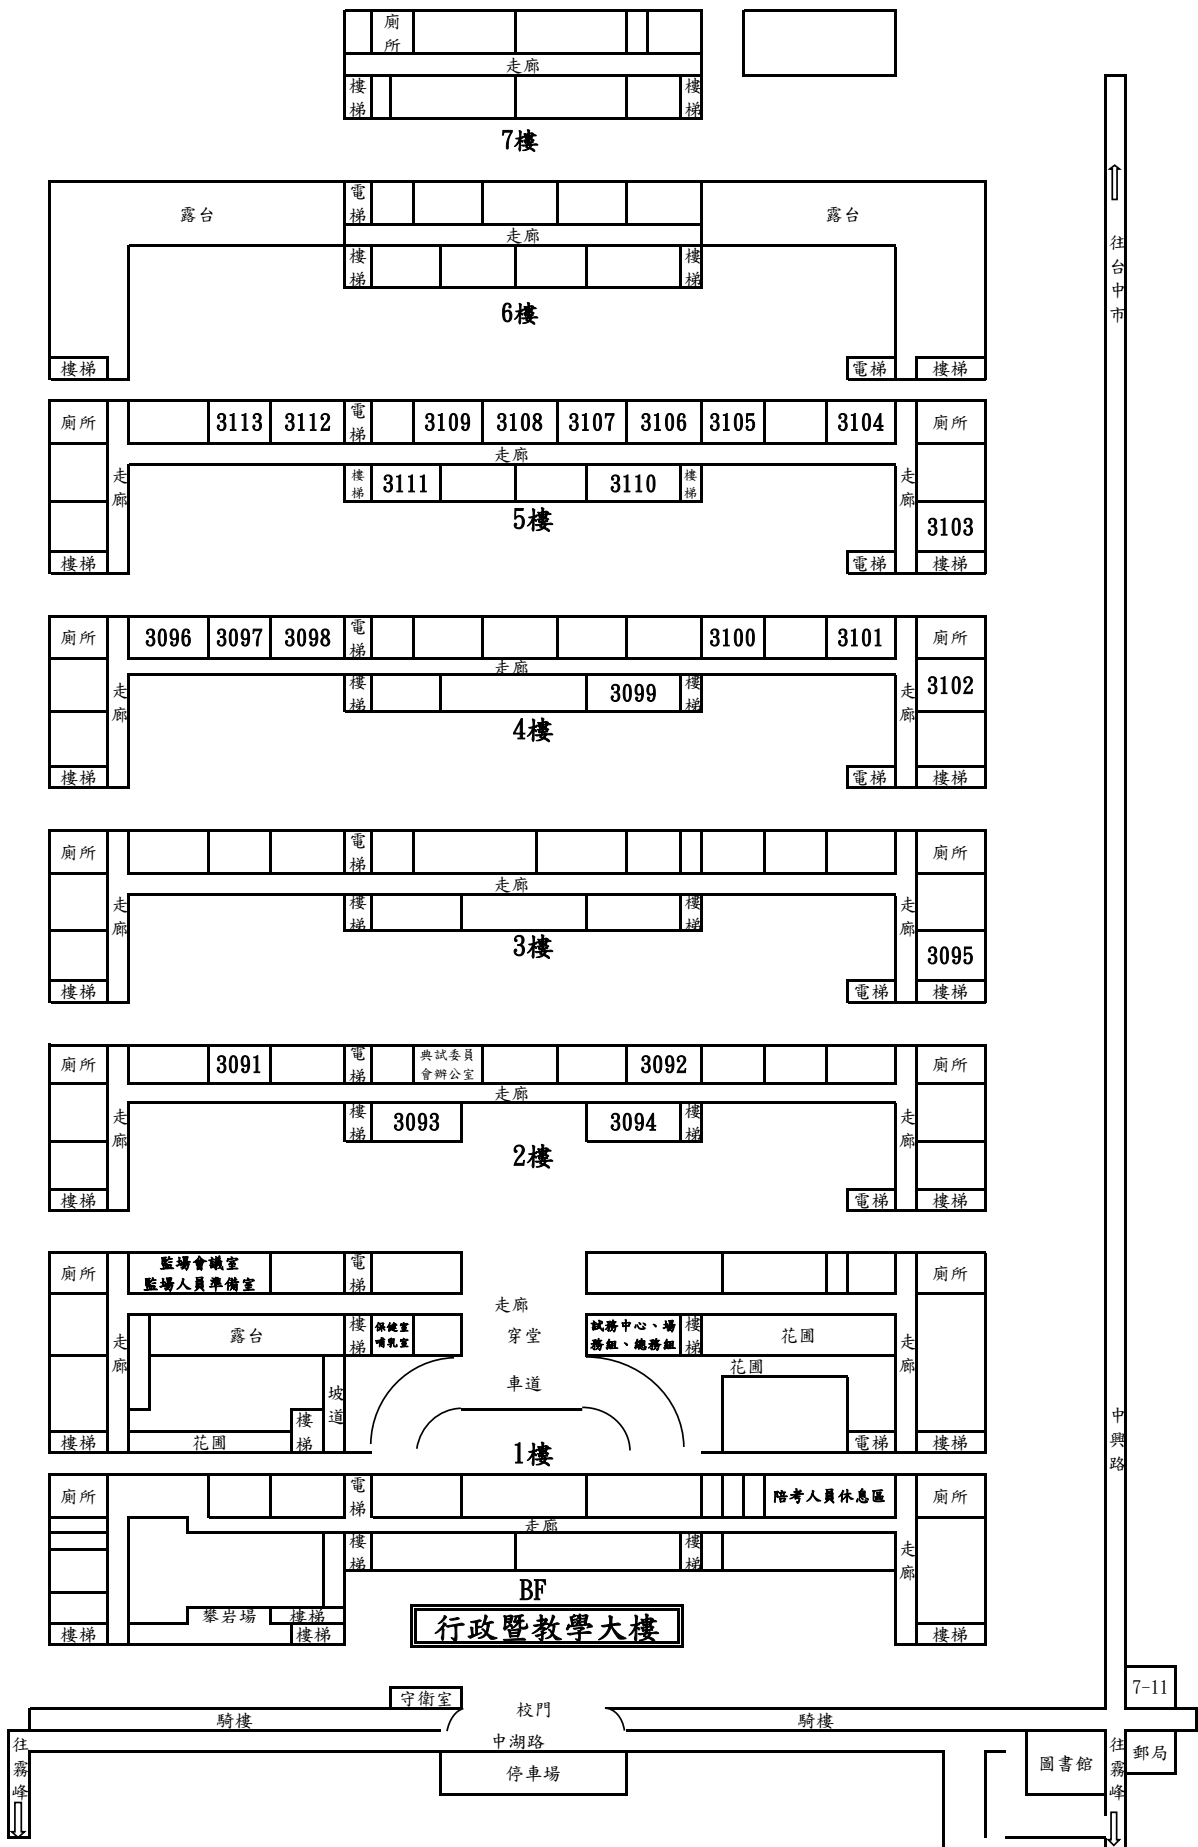 廁所
走廊
樓梯 樓梯
7樓
露台 電梯 露台
走廊
樓梯 樓梯
6樓
樓梯 電梯 樓梯
廁所 3113 3112 電梯 3109 3108 3107 3106 3105 3104 廁所
走廊
走廊 樓梯 3111 3110 樓梯 走廊
5樓
3103
樓梯 電梯 樓梯
廁所 3096 3097 3098 電梯 3100 3101 廁所
走廊
走廊 樓梯 3099 樓梯 走廊 3102
4樓
樓梯 電梯 樓梯
廁所 電梯 廁所
走廊
走廊 樓梯 樓梯 走廊
3樓
3095
樓梯 電梯 樓梯
廁所 3091 電梯 典試委員 3092 廁所
會辦公室
走廊
走廊 樓梯 3093 3094 樓梯 走廊
2樓
樓梯 電梯 樓梯
廁所 監場會議室 電梯 廁所
監場人員準備室
走廊
走廊 露台 樓梯 保健室 穿堂 試務中心、場 樓梯 花圃 走廊
哺乳室 務組、總務組
花圃
坡道 車道
樓梯 花圃 樓梯 電梯 樓梯
1樓
廁所 電梯 陪考人員休息區 廁所
走廊
樓梯 樓梯 走廊
BF
攀岩場 樓梯
樓梯 樓梯 樓梯
行政暨教學大樓
往台中市
中興路
守衛室 校門 7-11
騎樓 騎樓
中湖路
往霧峰 停車場 圖書館 往霧峰 郵局